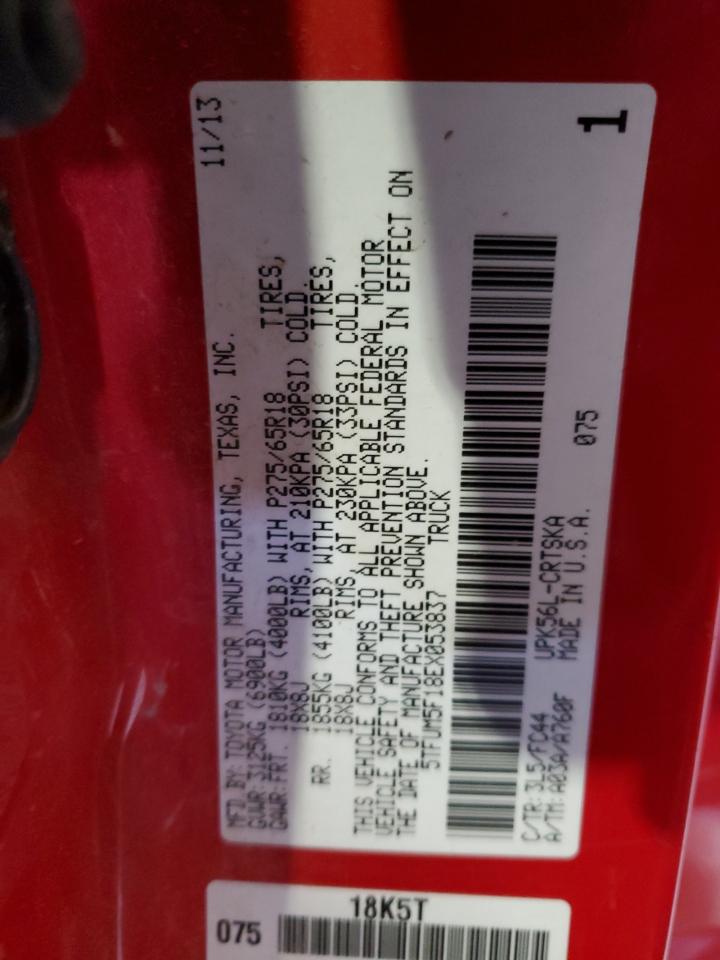 MFD BY: TOYOTA MOTOR MANUFACTURING, TEXAS, INC. 11/13
GVWR: 3125KG (6900LB)
GAWR: FRT. 1810KG (4000LB) WITH P275/65R18 TIRES,
18X8J RIMS, AT 210KPA (30PSI) COLD.
RR. 1855KG (4100LB) WITH P275/65R18 TIRES,
18X8J RIMS, AT 230KPA (33PSI) COLD.
THIS VEHICLE CONFORMS TO ALL APPLICABLE FEDERAL MOTOR
VEHICLE SAFETY AND THEFT PREVENTION STANDARDS IN EFFECT ON
THE DATE OF MANUFACTURE SHOWN ABOVE.
5TFUM5F18EX053837 TRUCK
C/TR: 3L5/FC44 UPK56L-CRTSKA 075
A/TM: A03A/A760F MADE IN U.S.A.
1
18K5T
075